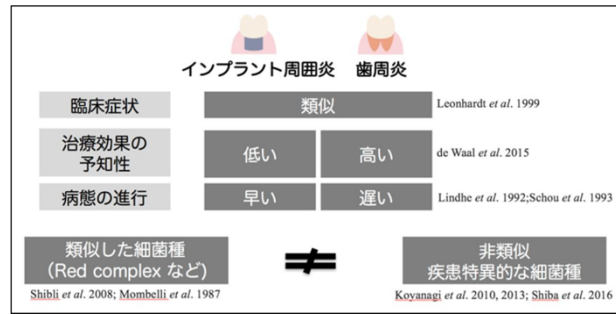 インプラント周囲炎 歯周炎
臨床症状 類似 Leonhardt et al. 1999
治療効果の
予知性 低い 高い de Waal et al. 2015
病態の進行 早い 遅い Lindhe et al. 1992;Schou et al. 1993
類似した細菌種
(Red complex など)
≠
非類似
疾患特異的な細菌種
Shibli et al. 2008; Mombelli et al. 1987
Koyanagi et al. 2010, 2013; Shiba et al. 2016